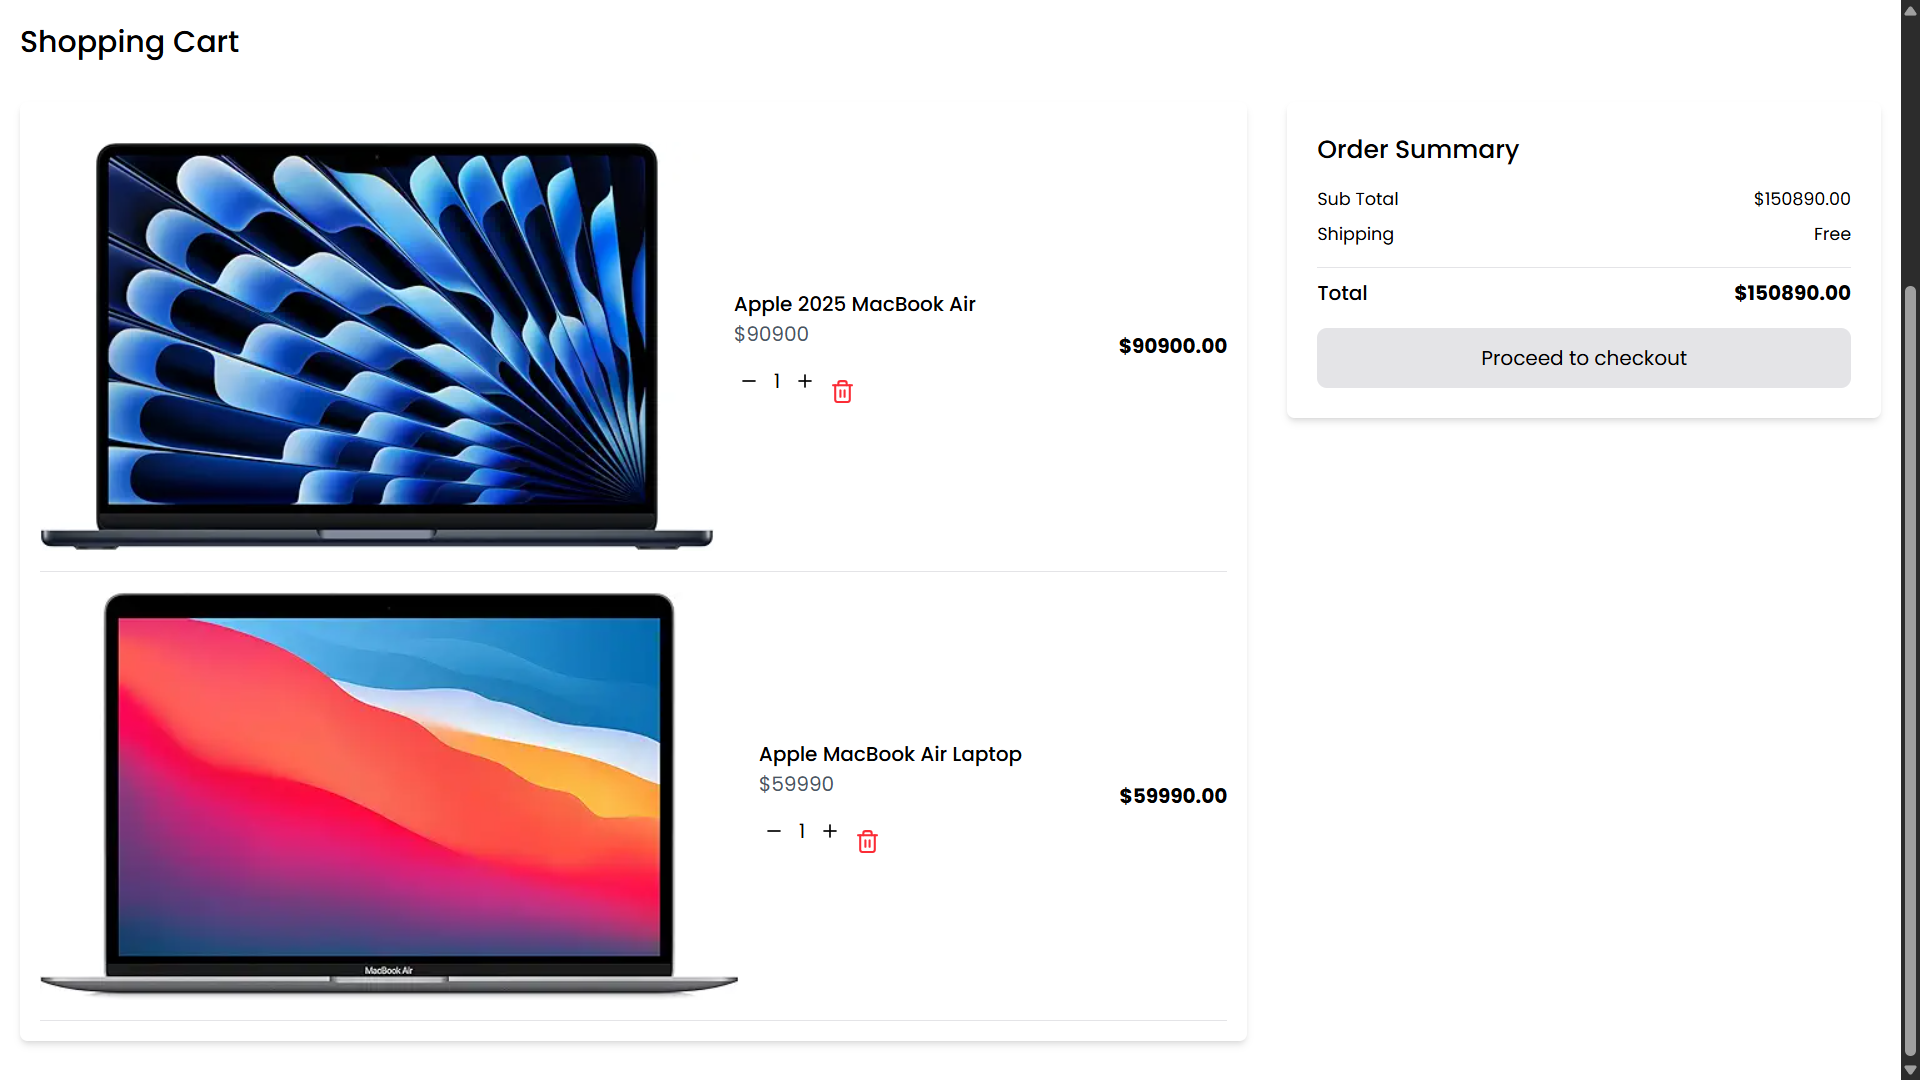 Shopping Cart
Apple 2025 MacBook Air
$90900
$90900.00
1
MacBook Air
Apple MacBook Air Laptop
$59990
$59990.00
1
Order Summary
Sub Total $150890.00
Shipping Free
Total $150890.00
Proceed to checkout